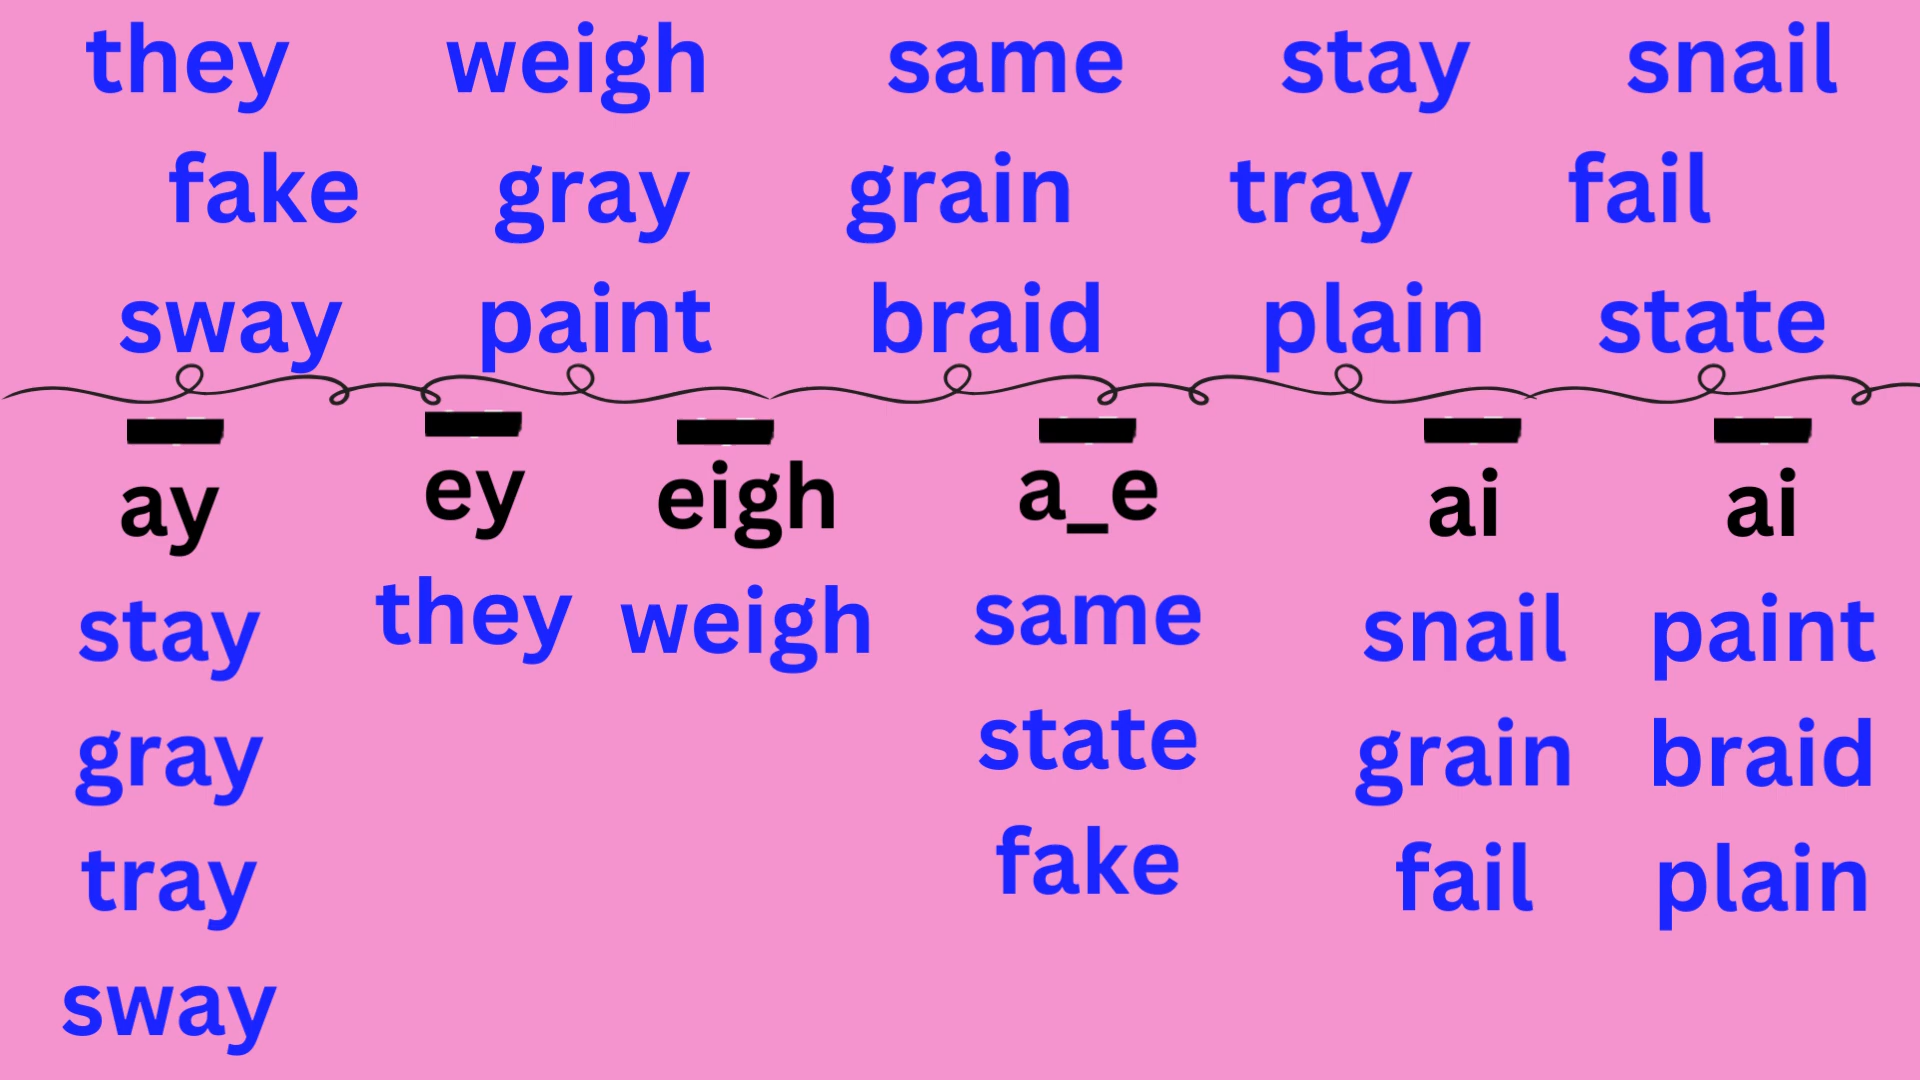 they weigh same stay snail
fake gray grain tray fail
sway paint braid plain state
ay ey eigh a_e ai ai
stay they weigh same snail paint
gray state grain braid
tray fake fail plain
sway